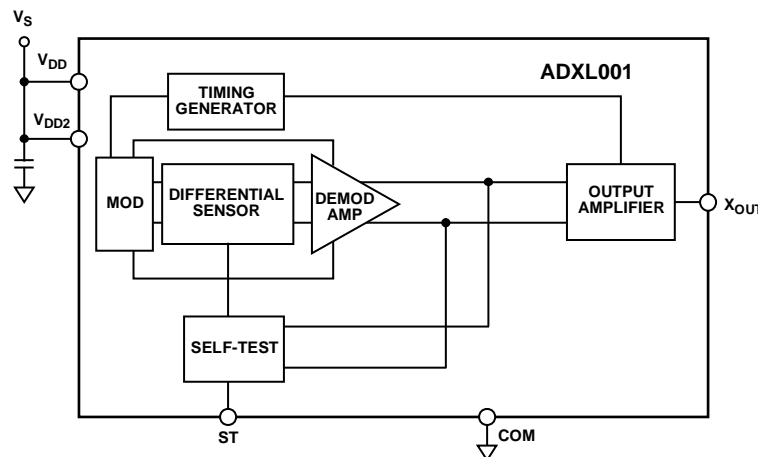 VS
VDD
VDD2
ADXL001
TIMING
GENERATOR
MOD
DIFFERENTIAL
SENSOR
DEMOD
AMP
OUTPUT
AMPLIFIER
XOUT
SELF-TEST
ST
COM